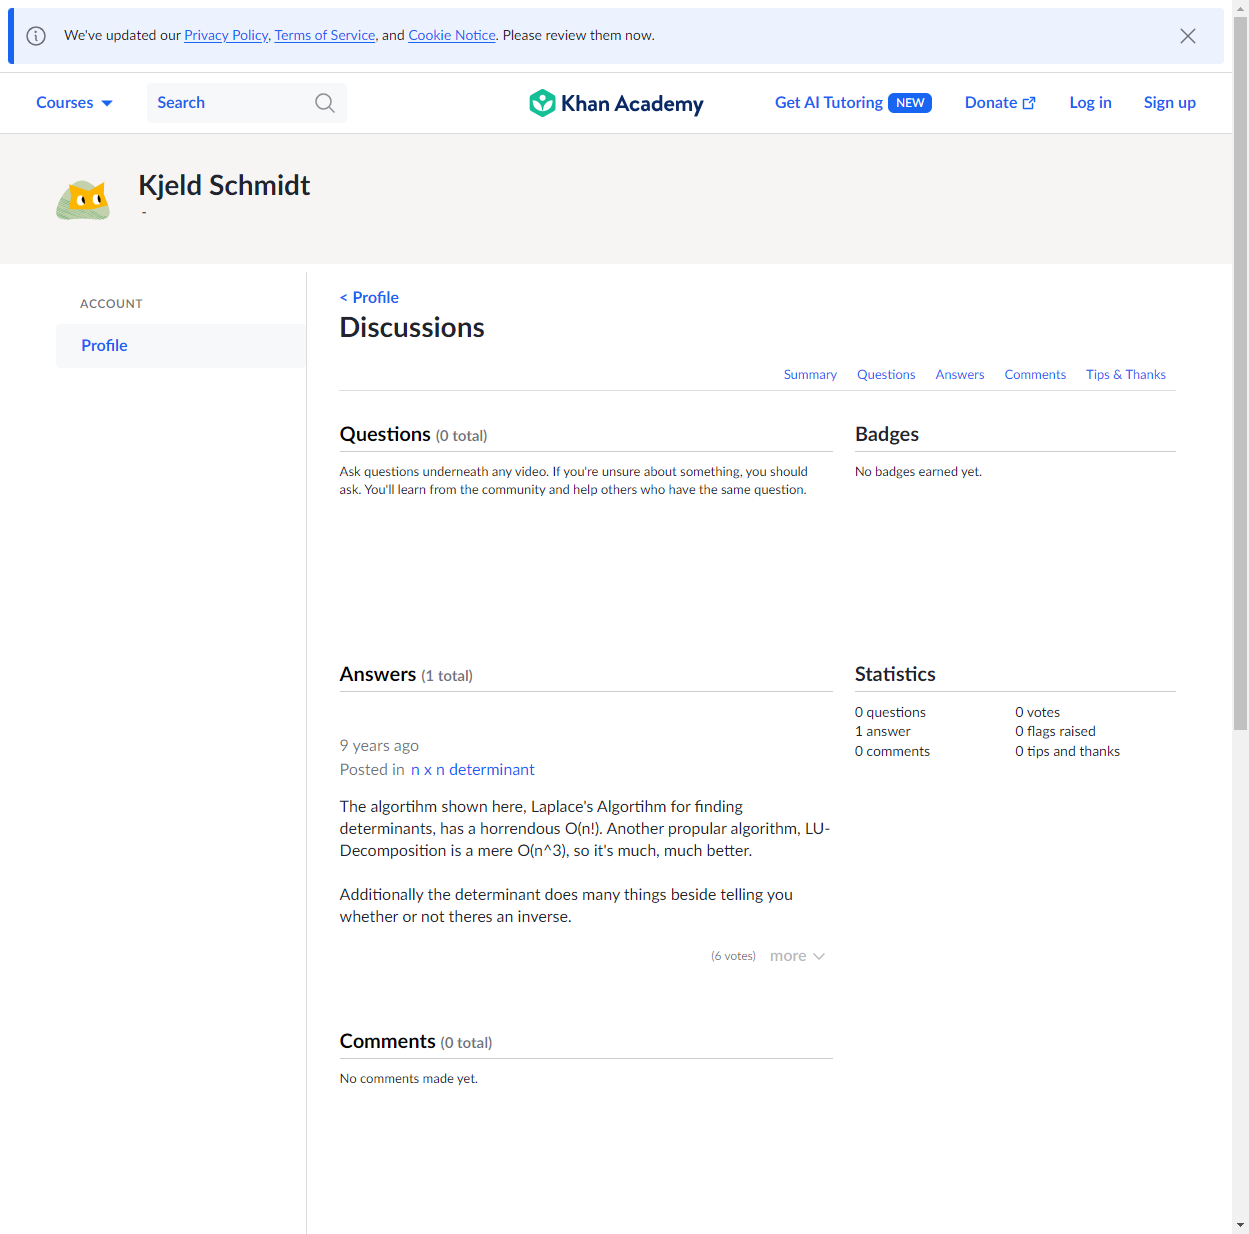 We've updated our Privacy Policy, Terms of Service, and Cookie Notice. Please review them now.
Courses
Search
Khan Academy
Get AI Tutoring NEW
Donate
Log in
Sign up
Kjeld Schmidt
-
ACCOUNT
Profile
< Profile
Discussions
Summary Questions Answers Comments Tips & Thanks
Questions (0 total)
Ask questions underneath any video. If you're unsure about something, you should
ask. You'll learn from the community and help others who have the same question.
Badges
No badges earned yet.
Answers (1 total)
9 years ago
Posted in n x n determinant
The algortihm shown here, Laplace's Algortihm for finding
determinants, has a horrendous O(n!). Another propular algorithm, LU-
Decomposition is a mere O(n^3), so it's much, much better.
Additionally the determinant does many things beside telling you
whether or not theres an inverse.
(6 votes) more
Statistics
0 questions 0 votes
1 answer 0 flags raised
0 comments 0 tips and thanks
Comments (0 total)
No comments made yet.